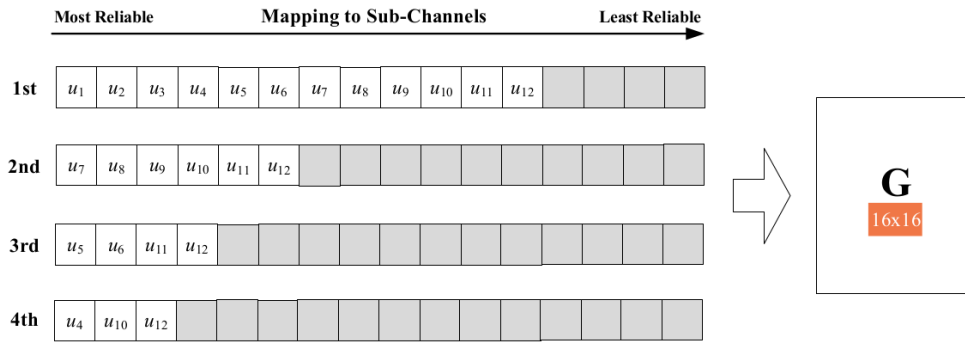 Most Reliable Mapping to Sub-Channels Least Reliable
1st u₁ u₂ u₃ u₄ u₅ u₆ u₇ u₈ u₉ u₁₀ u₁₁ u₁₂
2nd u₇ u₈ u₉ u₁₀ u₁₁ u₁₂
3rd u₅ u₆ u₁₁ u₁₂
4th u₄ u₁₀ u₁₂
G
16x16